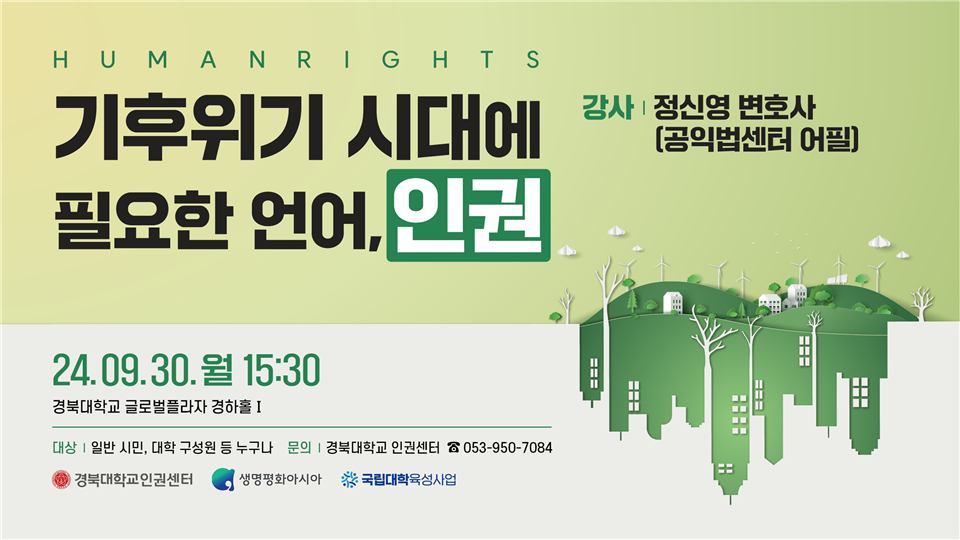 HUMANRIGHTS
기후위기 시대에
필요한 언어, 인권
강사 | 정신영 변호사
(공익법센터 어필)
24. 09. 30. 월 15:30
경북대학교 글로벌플라자 경하홀 I
대상 | 일반 시민, 대학 구성원 등 누구나 문의 | 경북대학교 인권센터 ☎ 053-950-7084
경북대학교인권센터 생명평화아시아 국립대학육성사업